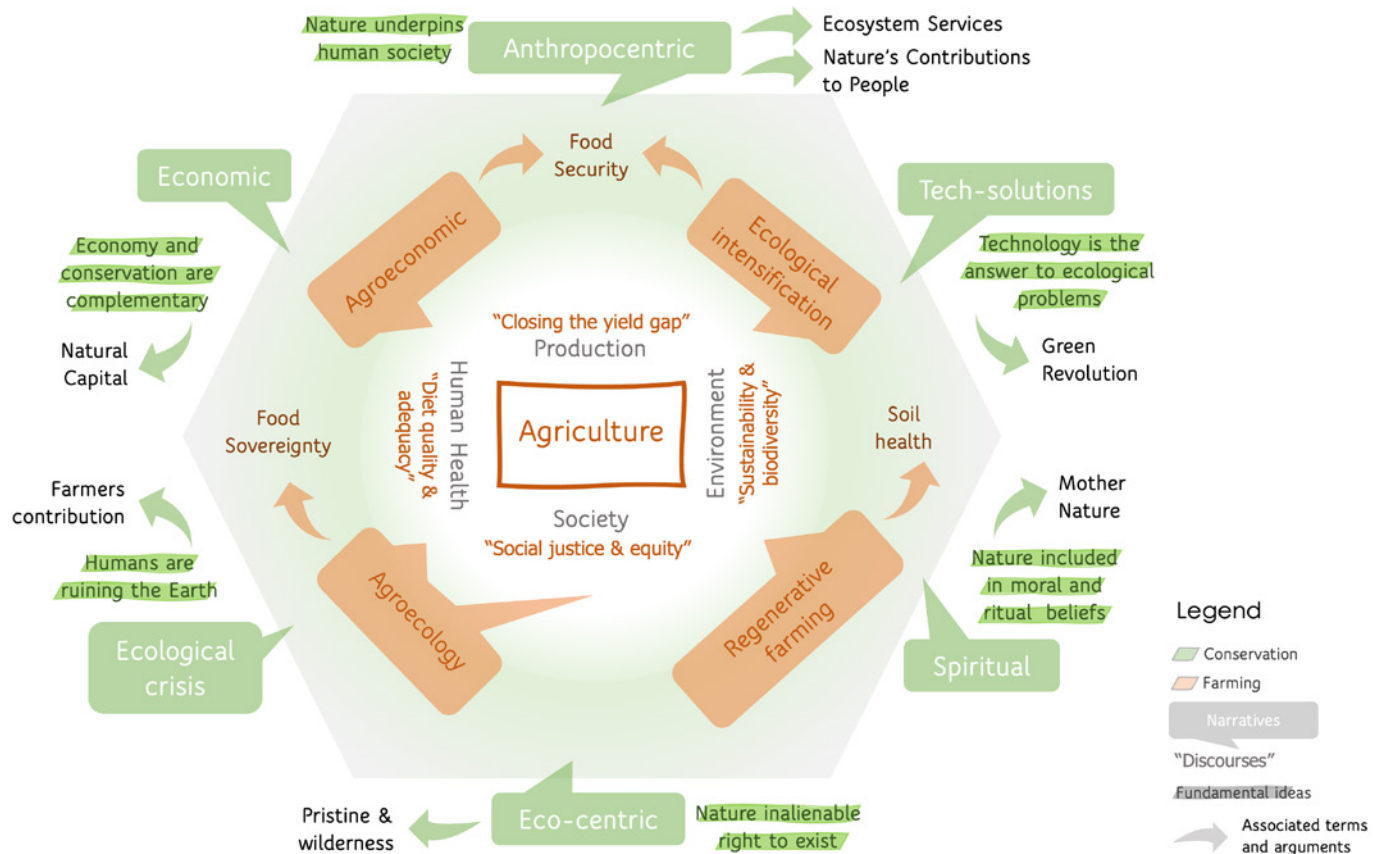 Nature underpins
human society
Anthropocentric
Ecosystem Services
Nature's Contributions
to People
Economic
Food
Security
Tech-solutions
Agroeconomic
Ecological
intensification
Economy and
conservation are
complementary
Technology is the
answer to ecological
problems
Natural
Capital
Green
Revolution
"Closing the yield gap"
Production
Human Health
"Diet quality &
adequacy"
Agriculture
Environment
"Sustainability &
biodiversity"
Society
"Social justice & equity"
Food
Sovereignty
Soil
health
Farmers
contribution
Mother
Nature
Humans are
ruining the Earth
Nature included
in moral and
ritual beliefs
Agroecology
Regenerative
farming
Ecological
crisis
Spiritual
Pristine &
wilderness
Eco-centric
Nature inalienable
right to exist
Legend
Conservation
Farming
Narratives
"Discourses"
Fundamental ideas
Associated terms
and arguments